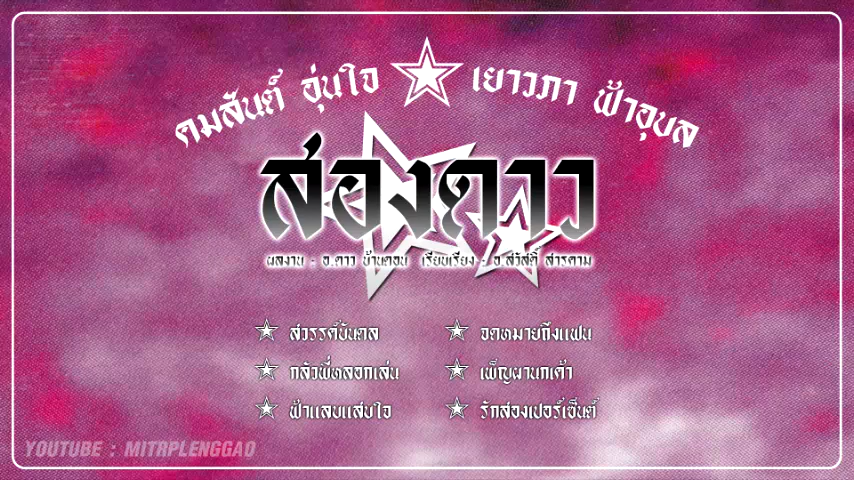 คมสันต์ อุ่นใจ เยาวภา ฟ้าอุบล
ส่องดาว
ผลงาน - อ.ดาว บ้านดอน เรียบเรียง - อ.สวัสดิ์ สารคาม
สวรรค์บันดล จดหมายถึงแฟน
กลัวพี่หลอกเล่น เพ็ญผานกเค้า
ฟ้าแลบแสบใจ รักสองเปอร์เซ็นต์
YOUTUBE : MITRPLENGGAO